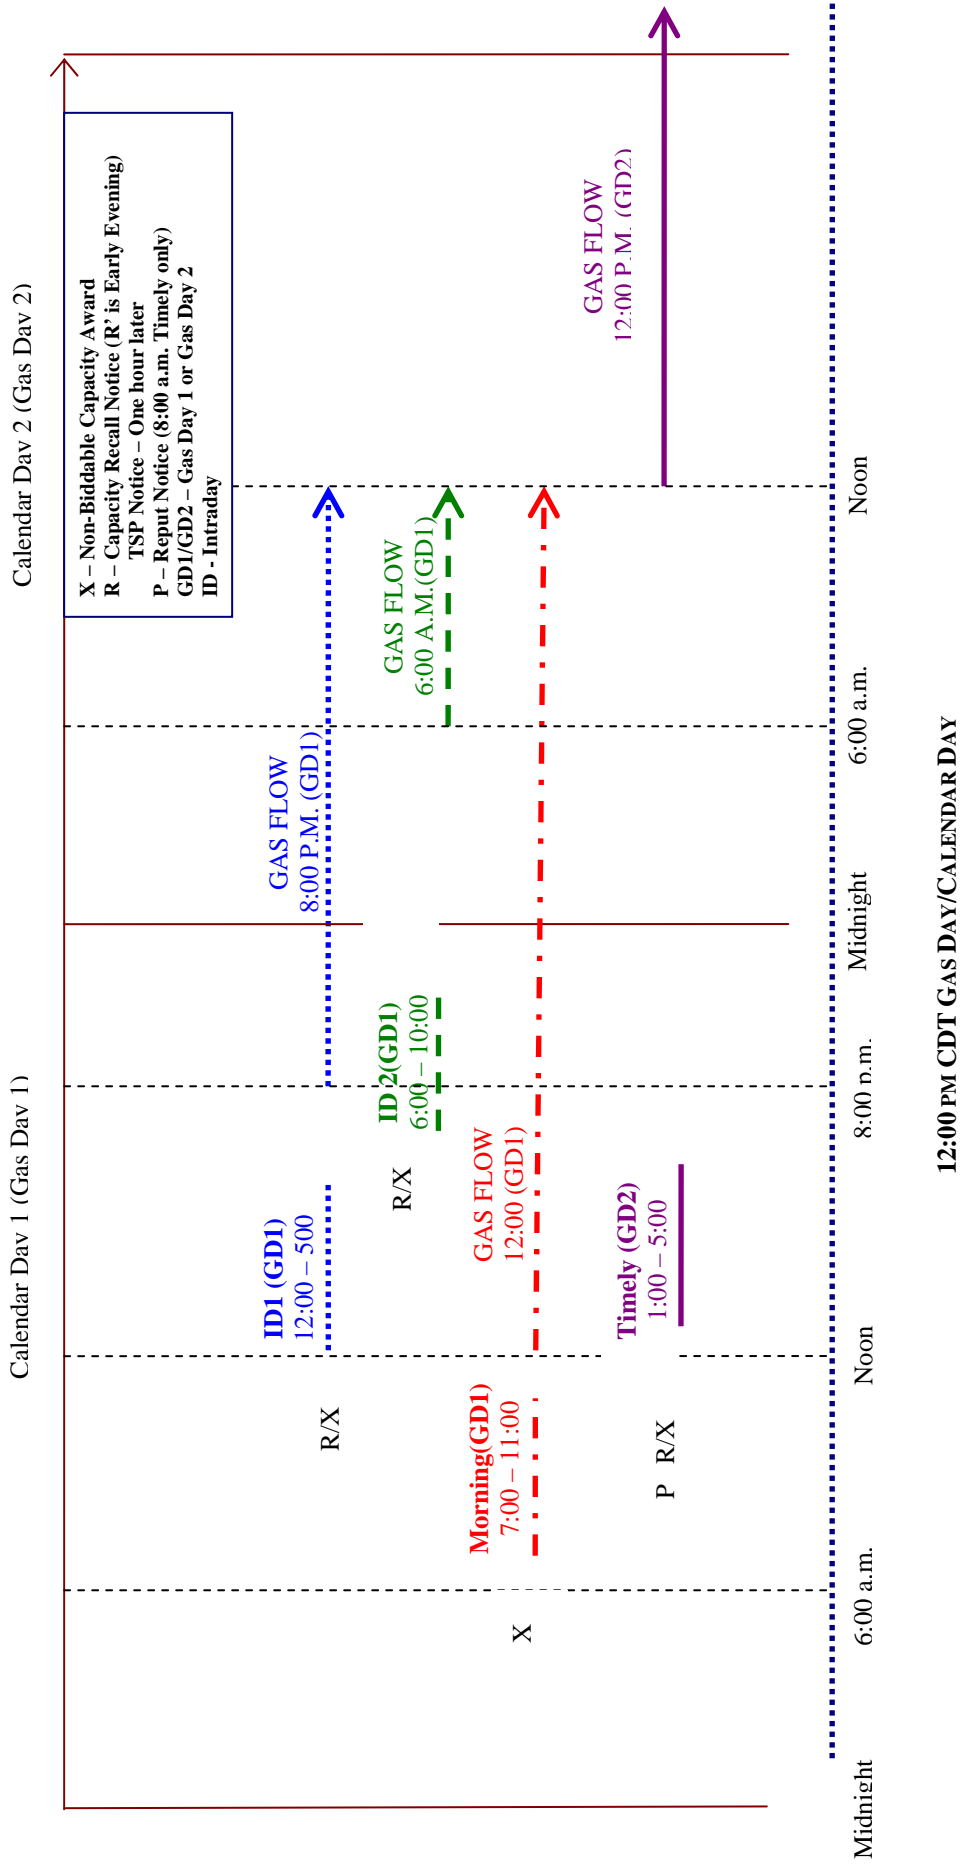 Calendar Day 1 (Gas Day 1)
Calendar Day 2 (Gas Day 2)
X – Non-Biddable Capacity Award
R – Capacity Recall Notice (R’ is Early Evening)
TSP Notice – One hour later
P – Reput Notice (8:00 a.m. Timely only)
GD1/GD2 – Gas Day 1 or Gas Day 2
ID - Intraday
R/X
ID1 (GD1)
12:00 – 500
GAS FLOW
8:00 P.M. (GD1)
R/X
ID 2(GD1)
6:00 – 10:00
GAS FLOW
6:00 A.M.(GD1)
X
Morning(GD1)
7:00 – 11:00
GAS FLOW
12:00 (GD1)
P R/X
Timely (GD2)
1:00 – 5:00
GAS FLOW
12:00 P.M. (GD2)
Midnight
6:00 a.m.
Noon
8:00 p.m.
Midnight
6:00 a.m.
Noon
12:00 PM CDT GAS DAY/CALENDAR DAY